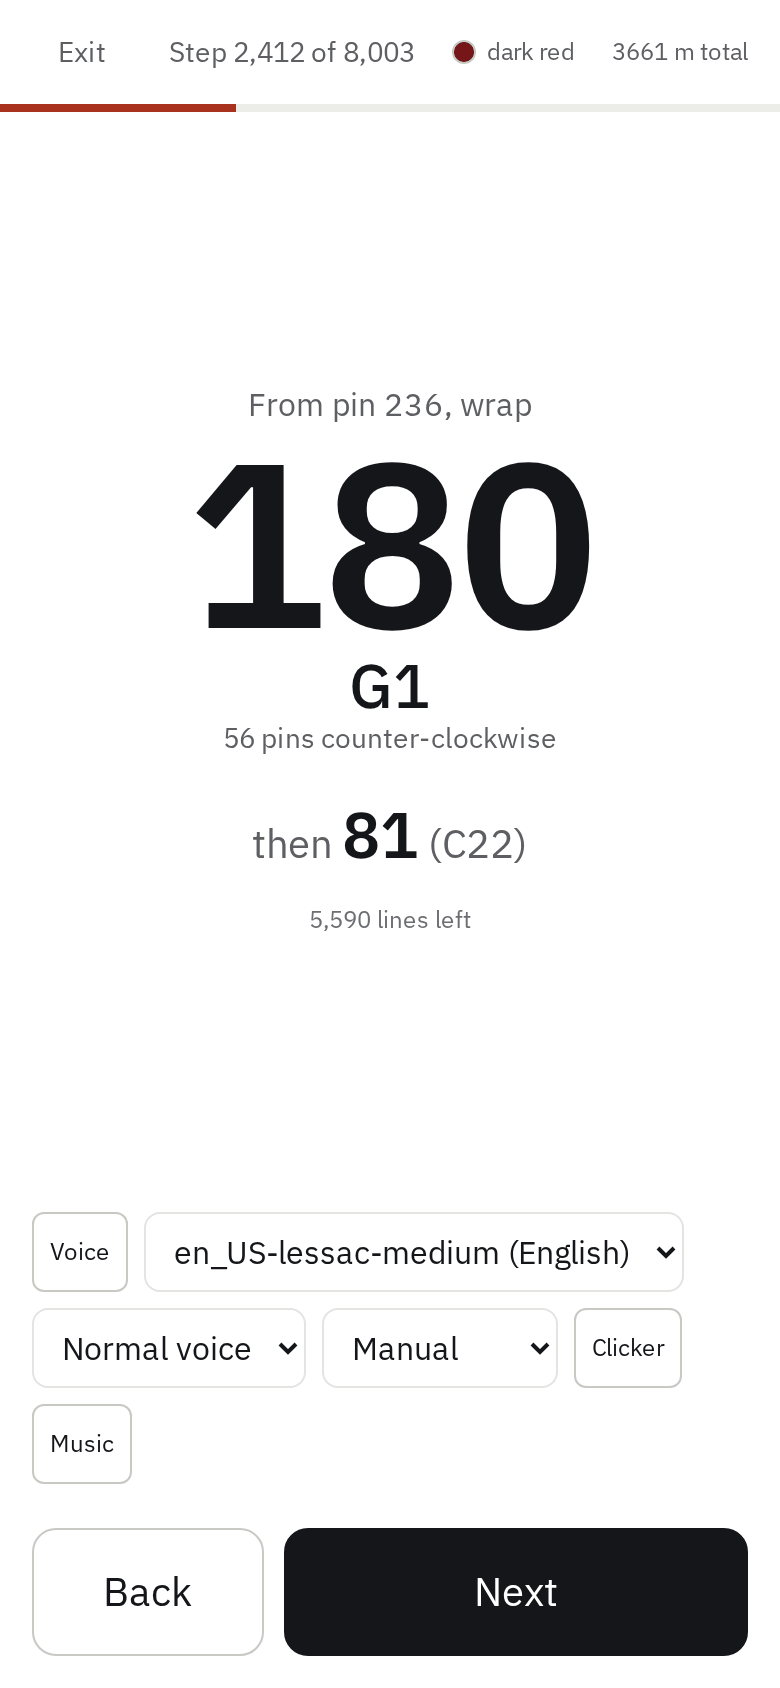 Exit Step 2,412 of 8,003 dark red 3661 m total
From pin 236, wrap
180
G1
56 pins counter-clockwise
then 81 (C22)
5,590 lines left
Voice en_US-lessac-medium (English)
Normal voice Manual Clicker
Music
Back Next